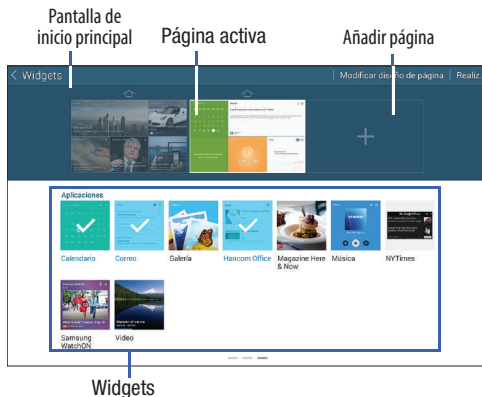 Pantalla de
inicio principal
Página activa
Añadir página
< Widgets
Modificar diseño de página | Realiz.
Aplicaciones
Calendario
Correo
Galería
Hancom Office
Magazine Here
& Now
Música
NYTimes
Samsung
WatchON
Video
Widgets